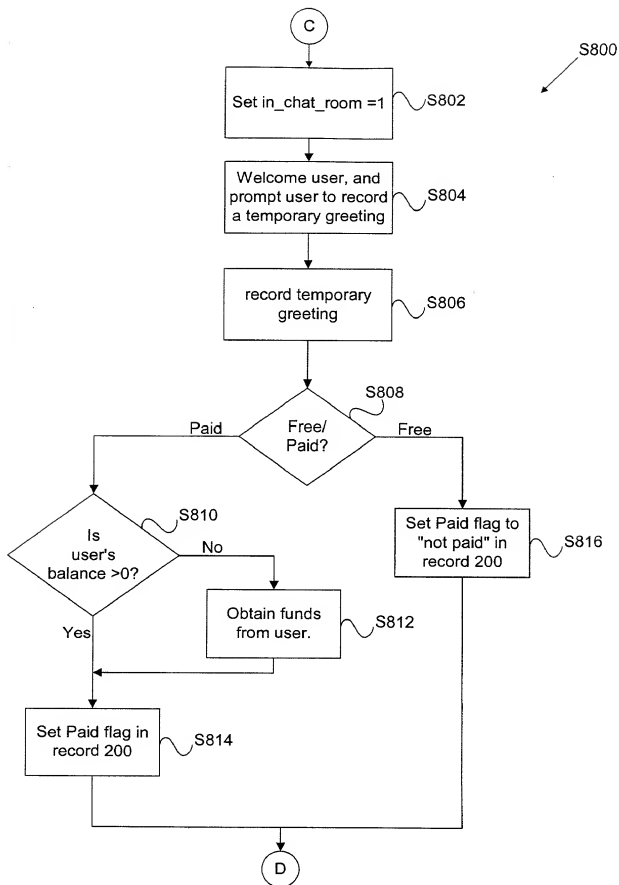 C
S800
Set in_chat_room =1
S802
Welcome user, and
prompt user to record
a temporary greeting
S804
record temporary
greeting
S806
S808
Free/
Paid?
Paid
Free
S810
Is
user's
balance >0?
No
Yes
Set Paid flag to
"not paid" in
record 200
S816
Obtain funds
from user.
S812
Set Paid flag in
record 200
S814
D